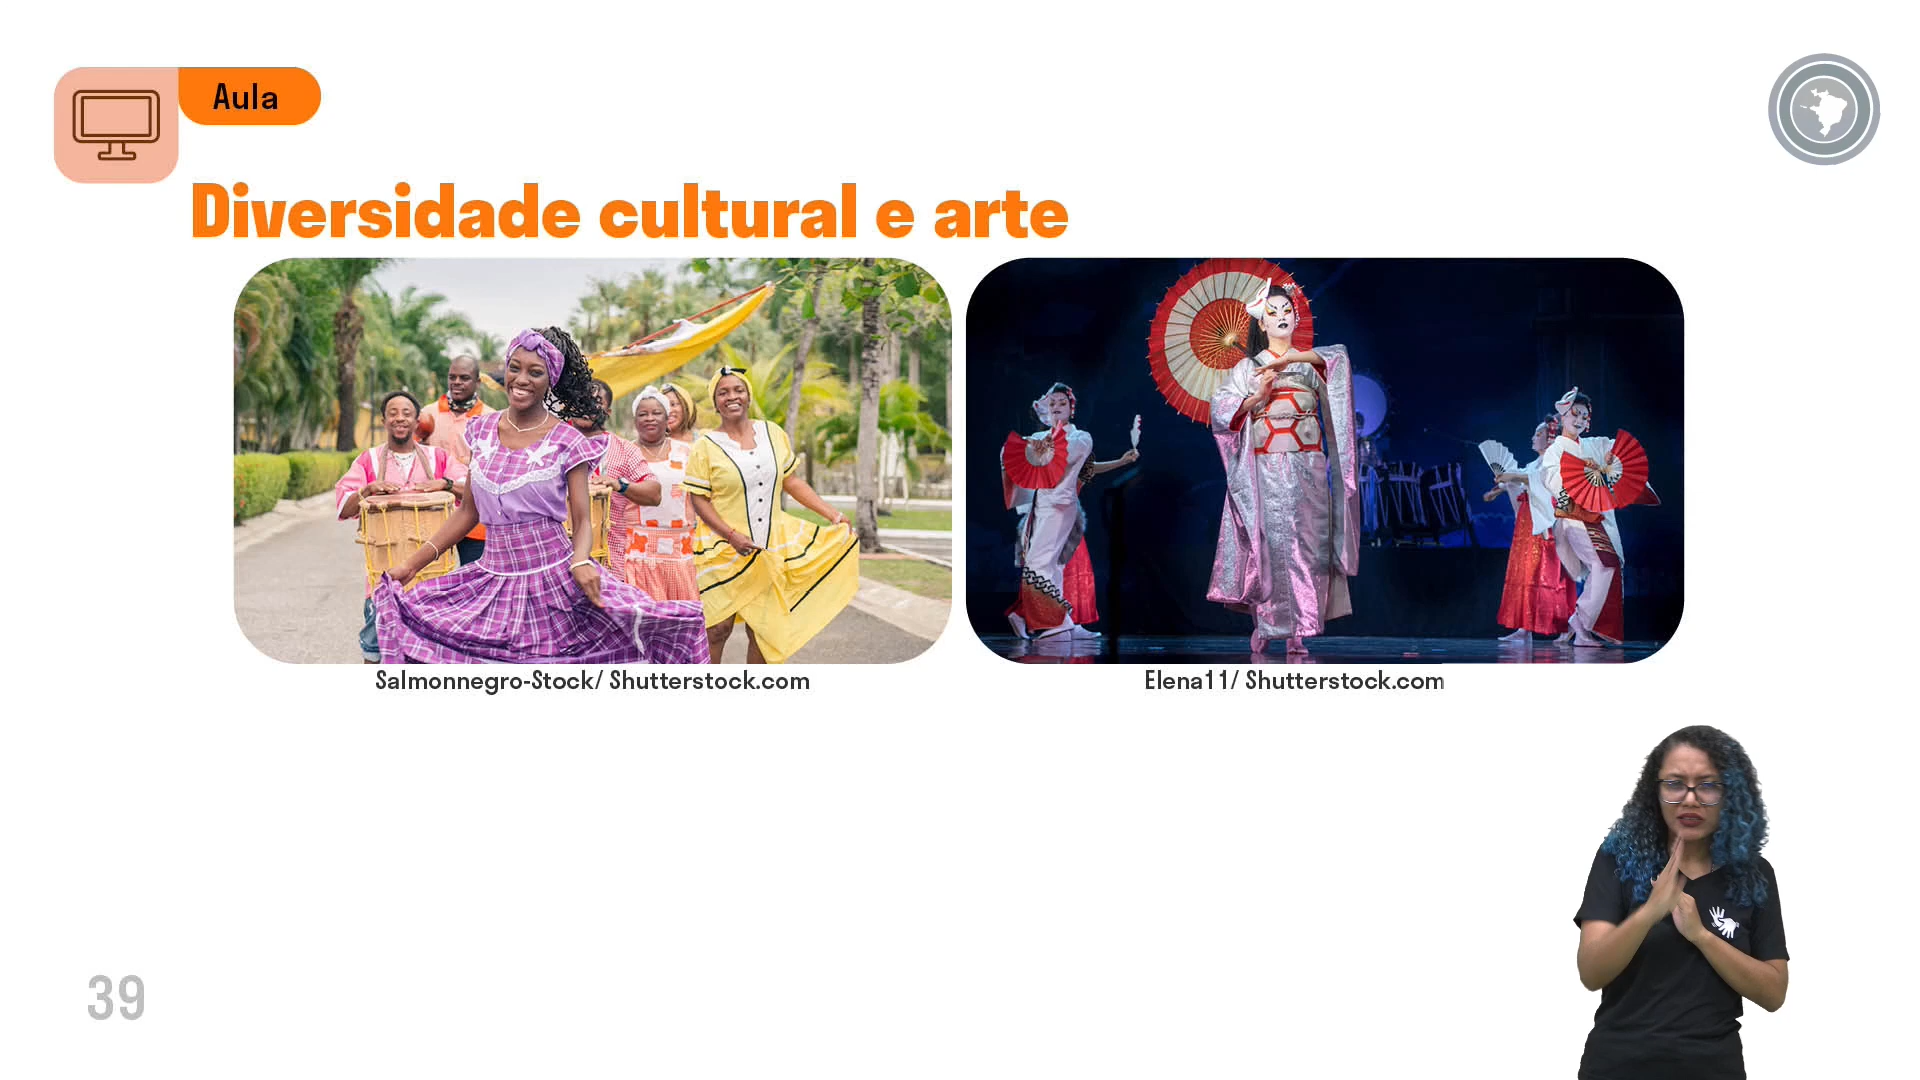 Aula
Diversidade cultural e arte
Salmonnegro-Stock/ Shutterstock.com
Elena11/ Shutterstock.com
39